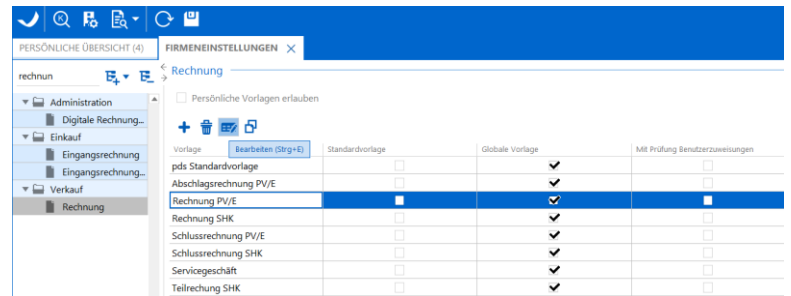 PERSÖNLICHE ÜBERSICHT (4) FIRMENEINSTELLUNGEN
rechnun
Rechnung
Persönliche Vorlagen erlauben
Administration
Digitale Rechnung...
Einkauf
Eingangsrechnung
Eingangsrechnung...
Verkauf
Rechnung
Vorlage Bearbeiten (Strg+E) Standardvorlage Globale Vorlage Mit Prüfung Benutzerzuweisungen
pds Standardvorlage
Abschlagsrechnung PV/E
Rechnung PV/E
Rechnung SHK
Schlussrechnung PV/E
Schlussrechnung SHK
Servicegeschäft
Teilrechung SHK